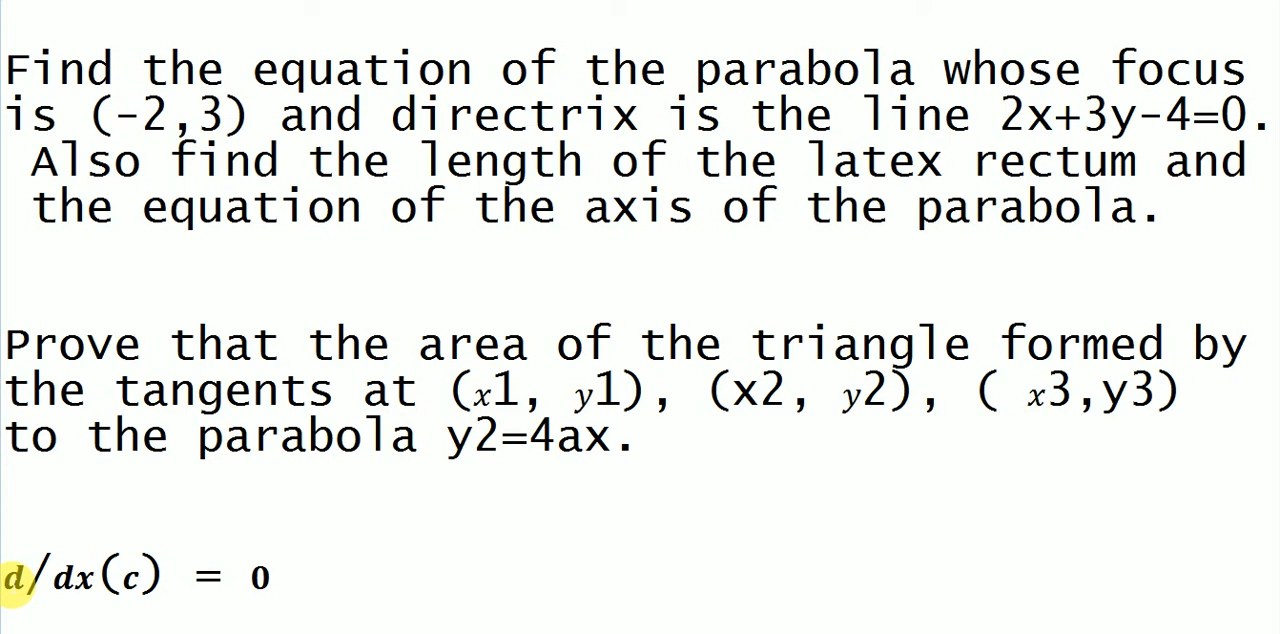 Find the equation of the parabola whose focus
is (-2,3) and directrix is the line 2x+3y-4=0.
Also find the length of the latex rectum and
the equation of the axis of the parabola.
Prove that the area of the triangle formed by
the tangents at (x1, y1), (x2, y2), ( x3,y3)
to the parabola y2=4ax.
d/dx(c) = 0